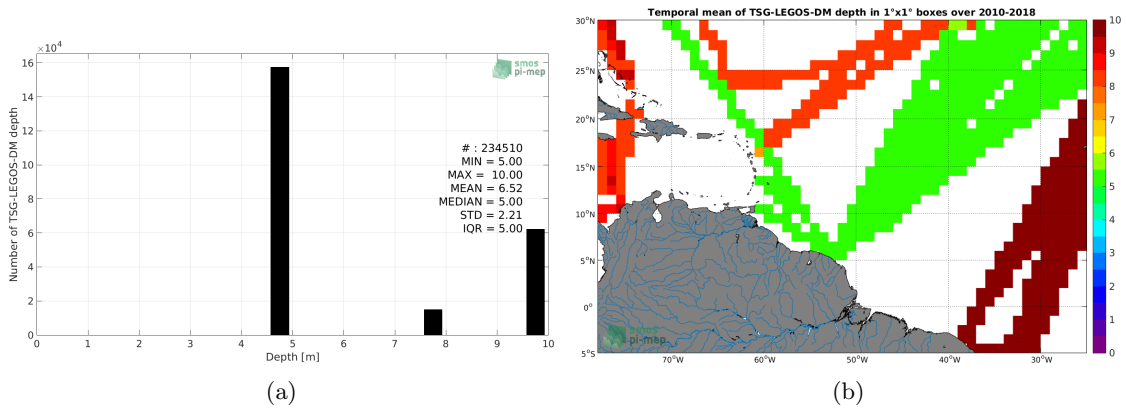 ×10⁴
16
14
12
10
8
6
4
2
0
Number of TSG-LEGOS-DM depth
smos
pi-mep
# : 234510
MIN = 5.00
MAX = 10.00
MEAN = 6.52
MEDIAN = 5.00
STD = 2.21
IQR = 5.00
0 1 2 3 4 5 6 7 8 9 10
Depth [m]
(a)
Temporal mean of TSG-LEGOS-DM depth in 1°x1° boxes over 2010-2018
30°N
25°N
20°N
15°N
10°N
5°N
0°
5°S
70°W 60°W 50°W 40°W 30°W
smos
pi-mep
10
9
8
7
6
5
4
3
2
1
0
(b)